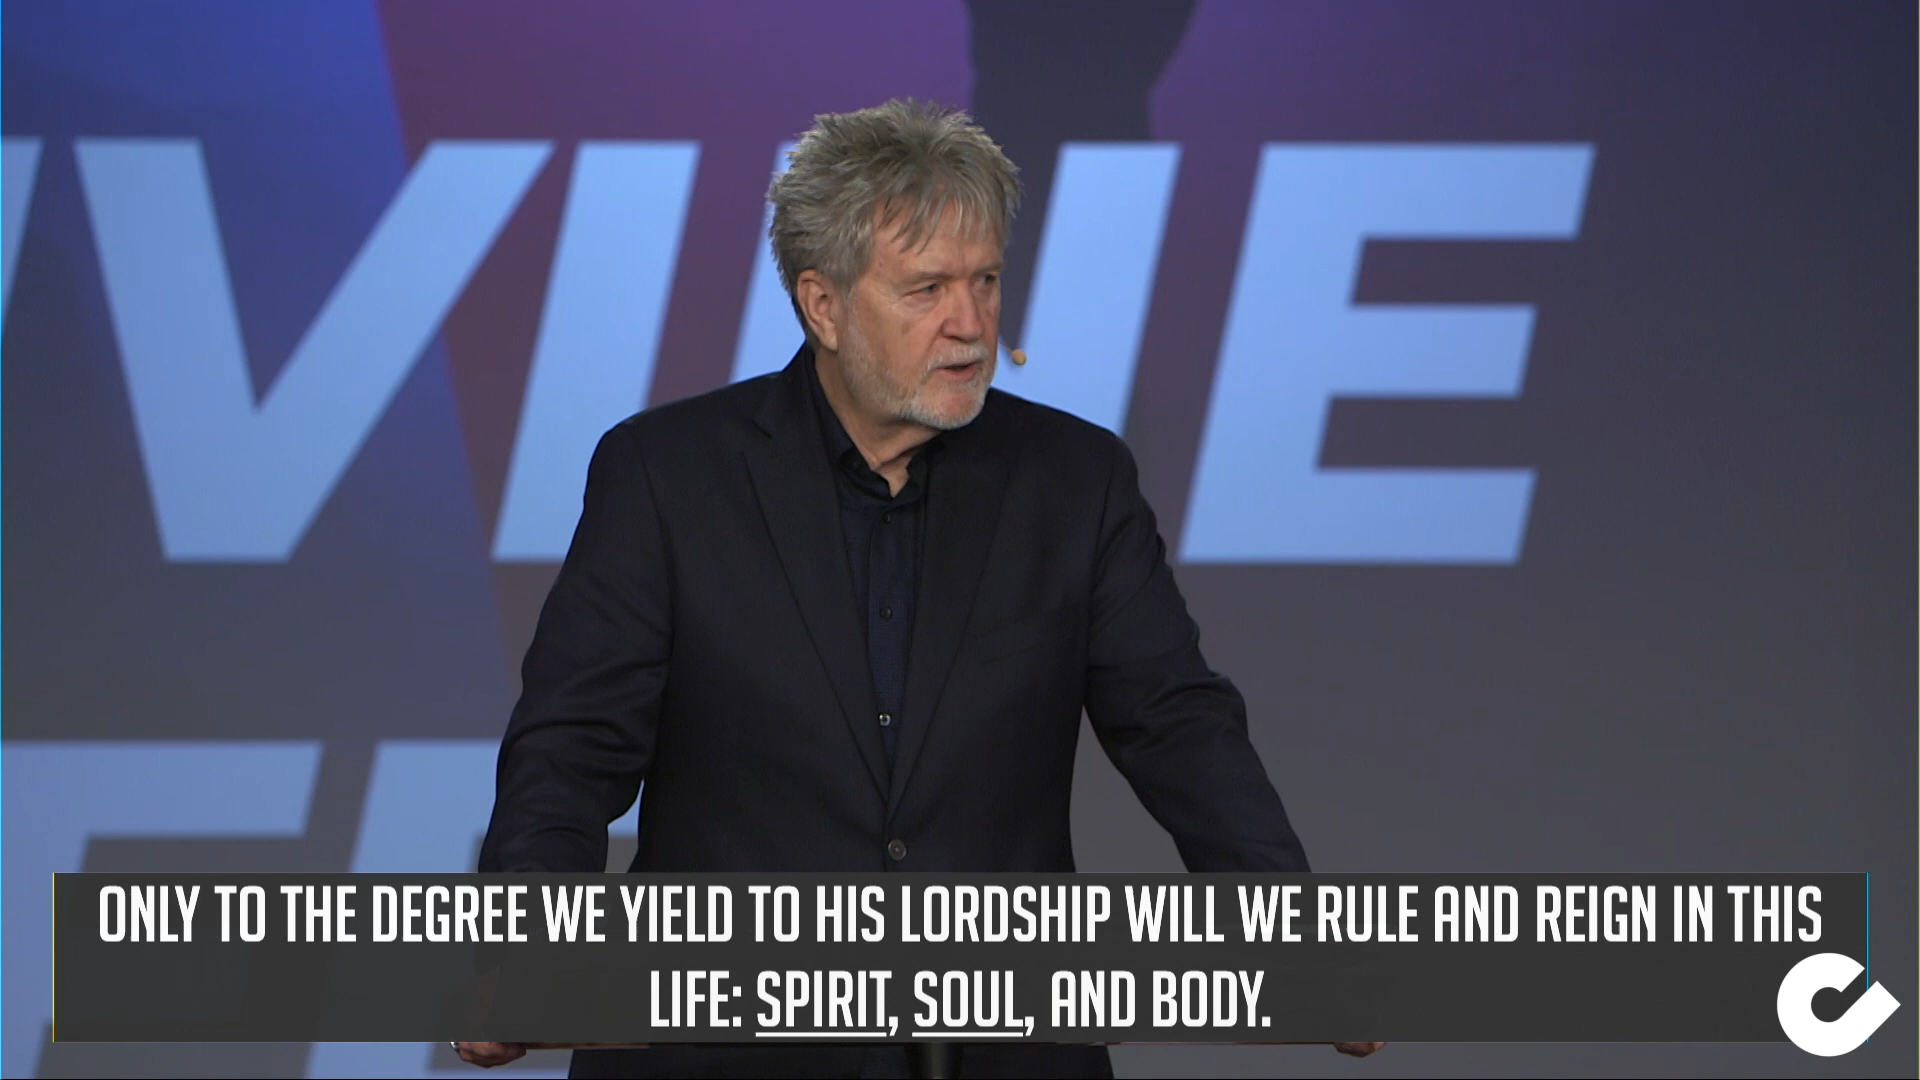 VINE
ONLY TO THE DEGREE WE YIELD TO HIS LORDSHIP WILL WE RULE AND REIGN IN THIS
LIFE: SPIRIT, SOUL, AND BODY.